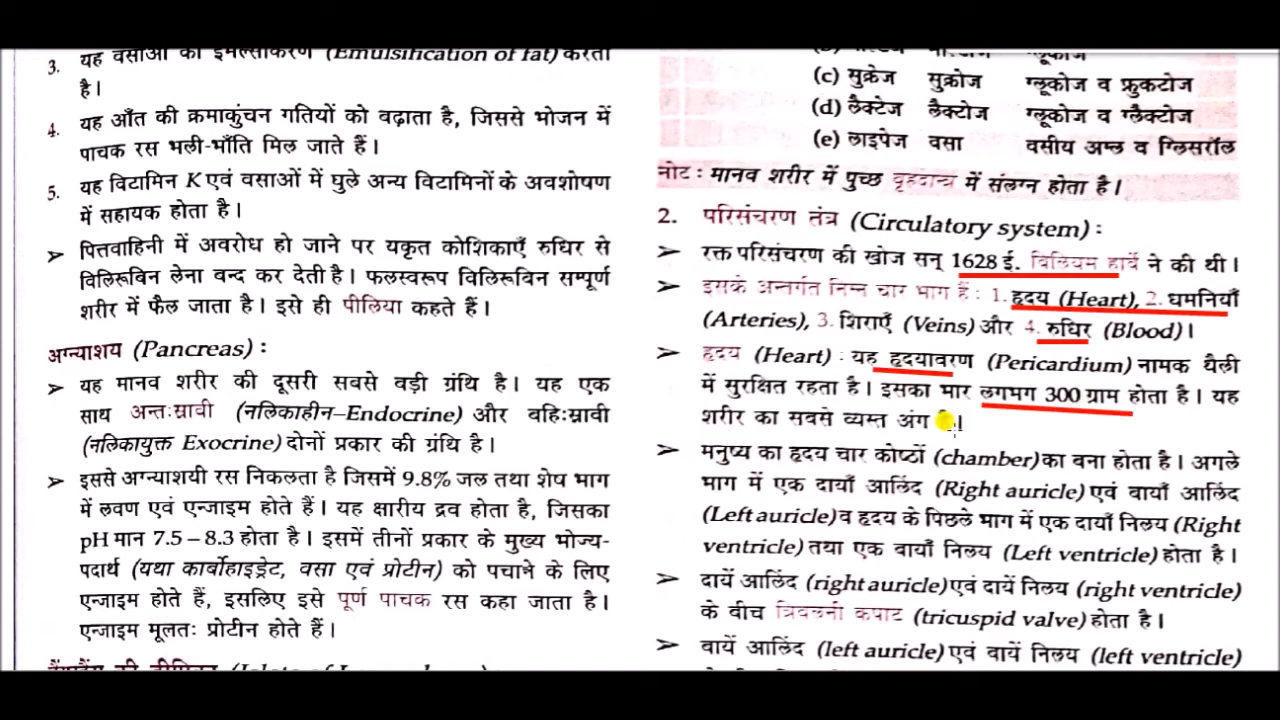 3. यह वसाओं का इमल्सीकरण (Emulsification of fat) करता
है।
4. यह आँत की क्रमाकुंचन गतियों को बढ़ाता है, जिससे भोजन में
पाचक रस भली-भाँति मिल जाते हैं।
5. यह विटामिन K एवं वसाओं में घुले अन्य विटामिनों के अवशोषण
में सहायक होता है।
➤ पित्तवाहिनी में अवरोध हो जाने पर यकृत कोशिकाएँ रुधिर से
विलिरूबिन लेना बन्द कर देती है। फलस्वरूप विलिरूबिन सम्पूर्ण
शरीर में फैल जाता है। इसे ही पीलिया कहते हैं।
अग्न्याशय (Pancreas) :
➤ यह मानव शरीर की दूसरी सबसे बड़ी ग्रंथि है। यह एक
साथ अन्तःस्रावी (नलिकाहीन–Endocrine) और वहिःस्रावी
(नलिकायुक्त Exocrine) दोनों प्रकार की ग्रंथि है।
➤ इससे अग्न्याशयी रस निकलता है जिसमें 9.8% जल तथा शेष भाग
में लवण एवं एन्जाइम होते हैं। यह क्षारीय द्रव होता है, जिसका
pH मान 7.5 – 8.3 होता है। इसमें तीनों प्रकार के मुख्य भोज्य-
पदार्थ (यथा कार्वोहाइड्रेट, वसा एवं प्रोटीन) को पचाने के लिए
एन्जाइम होते हैं, इसलिए इसे पूर्ण पाचक रस कहा जाता है।
एन्जाइम मूलतः प्रोटीन होते हैं।
(c) सुक्रेज सुक्रोज ग्लूकोज व फ्रुकटोज
(d) लैक्टेज लैक्टोज ग्लूकोज व ग्लैक्टोज
(e) लाइपेज वसा वसीय अम्ल व ग्लिसरॉल
नोट : मानव शरीर में पुच्छ वृहदान्त्र में संलग्न होता है।
2. परिसंचरण तंत्र (Circulatory system) :
➤ रक्त परिसंचरण की खोज सन् 1628 ई. विलियम हार्वे ने की थी।
➤ इसके अन्तर्गत निम्न चार भाग हैं : 1. हृदय (Heart), 2. धमनियाँ
(Arteries), 3. शिराएँ (Veins) और 4. रुधिर (Blood)।
➤ हृदय (Heart) : यह हृदयावरण (Pericardium) नामक थैली
में सुरक्षित रहता है। इसका भार लगभग 300 ग्राम होता है। यह
शरीर का सबसे व्यस्त अंग
➤ मनुष्य का हृदय चार कोष्ठों (chamber) का बना होता है। अगले
भाग में एक दायाँ आलिंद (Right auricle) एवं वायाँ आलिंद
(Left auricle) व हृदय के पिछले भाग में एक दायाँ निलय (Right
ventricle) तथा एक वायाँ निलय (Left ventricle) होता है।
➤ दायें आलिंद (right auricle) एवं दायें निलय (right ventricle)
के वीच त्रिवलनी कपाट (tricuspid valve) होता है।
➤ वायें आलिंद (left auricle) एवं वायें निलय (left ventricle)